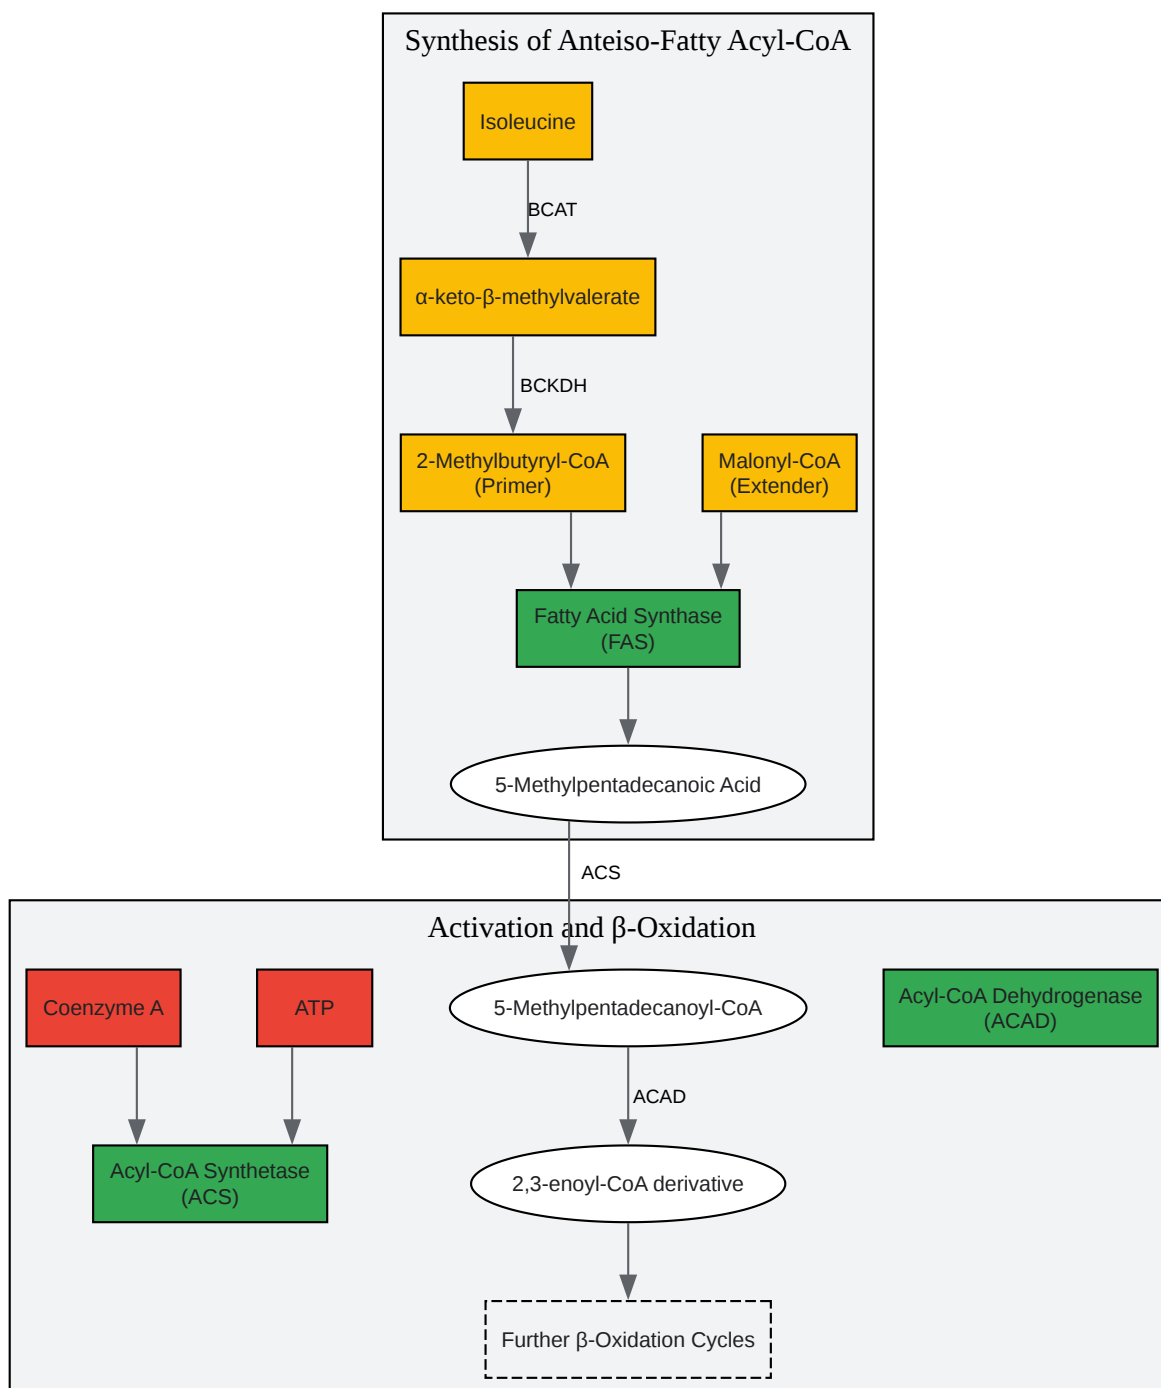 Synthesis of Anteiso-Fatty Acyl-CoA
Isoleucine
BCAT
α-keto-β-methylvalerate
BCKDH
2-Methylbutyryl-CoA
(Primer)
Malonyl-CoA
(Extender)
Fatty Acid Synthase
(FAS)
5-Methylpentadecanoic Acid
ACS
Activation and β-Oxidation
Coenzyme A
ATP
5-Methylpentadecanoyl-CoA
Acyl-CoA Dehydrogenase
(ACAD)
ACAD
Acyl-CoA Synthetase
(ACS)
2,3-enoyl-CoA derivative
Further β-Oxidation Cycles